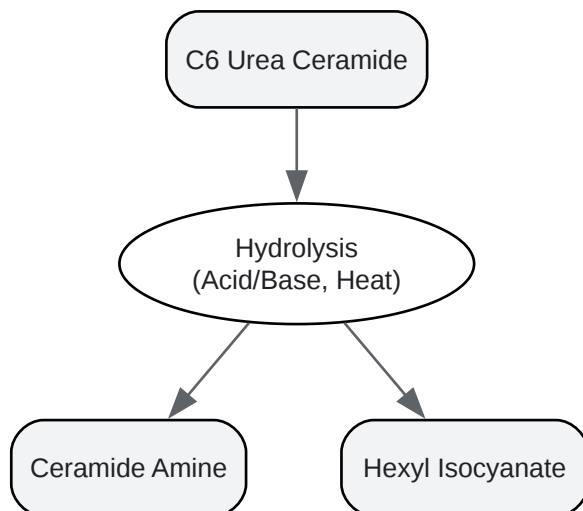 C6 Urea Ceramide
Hydrolysis
(Acid/Base, Heat)
Ceramide Amine
Hexyl Isocyanate